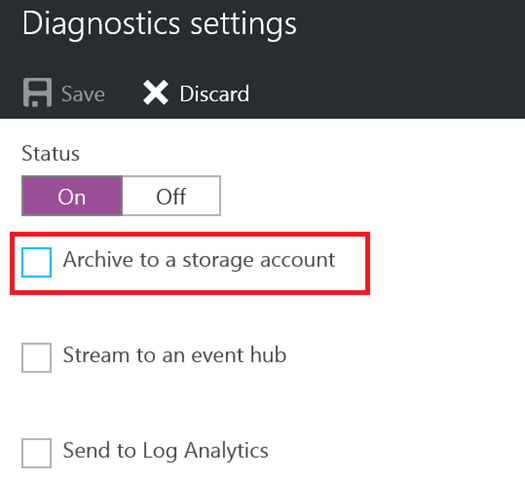 Diagnostics settings
Save Discard
Status
On Off
Archive to a storage account
Stream to an event hub
Send to Log Analytics